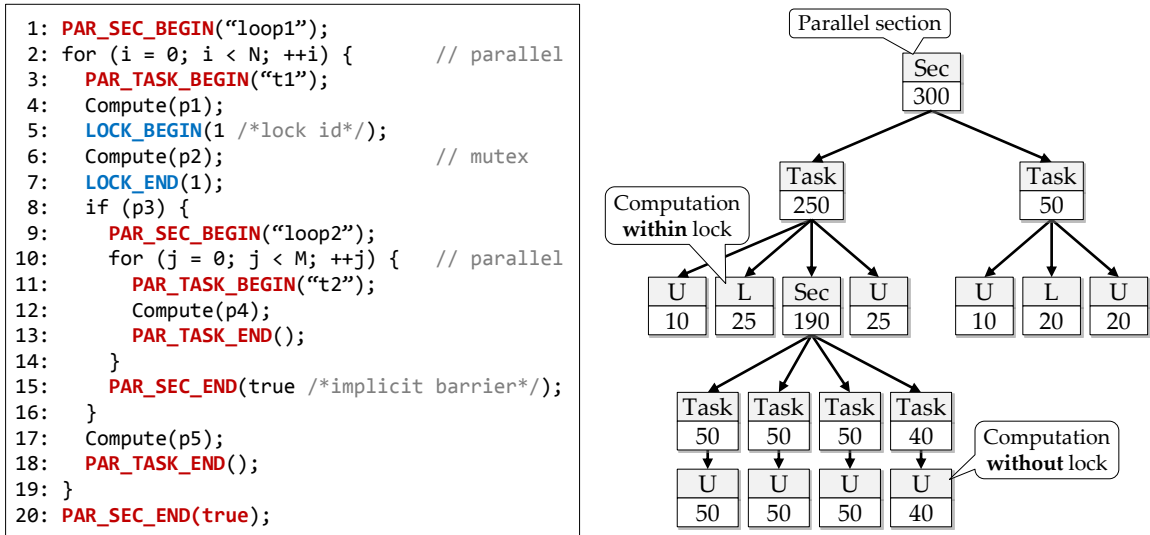 1: PAR_SEC_BEGIN(“loop1”);
2: for (i = 0; i < N; ++i) { // parallel
3: PAR_TASK_BEGIN(“t1”);
4: Compute(p1);
5: LOCK_BEGIN(1 /*lock id*/);
6: Compute(p2); // mutex
7: LOCK_END(1);
8: if (p3) {
9: PAR_SEC_BEGIN(“loop2”);
10: for (j = 0; j < M; ++j) { // parallel
11: PAR_TASK_BEGIN(“t2”);
12: Compute(p4);
13: PAR_TASK_END();
14: }
15: PAR_SEC_END(true /*implicit barrier*/);
16: }
17: Compute(p5);
18: PAR_TASK_END();
19: }
20: PAR_SEC_END(true);
Parallel section
Sec
300
Task Task
250 50
Computation
within lock
U L Sec U U L U
10 25 190 25 10 20 20
Task Task Task Task
50 50 50 40
Computation
without lock
U U U U
50 50 50 40